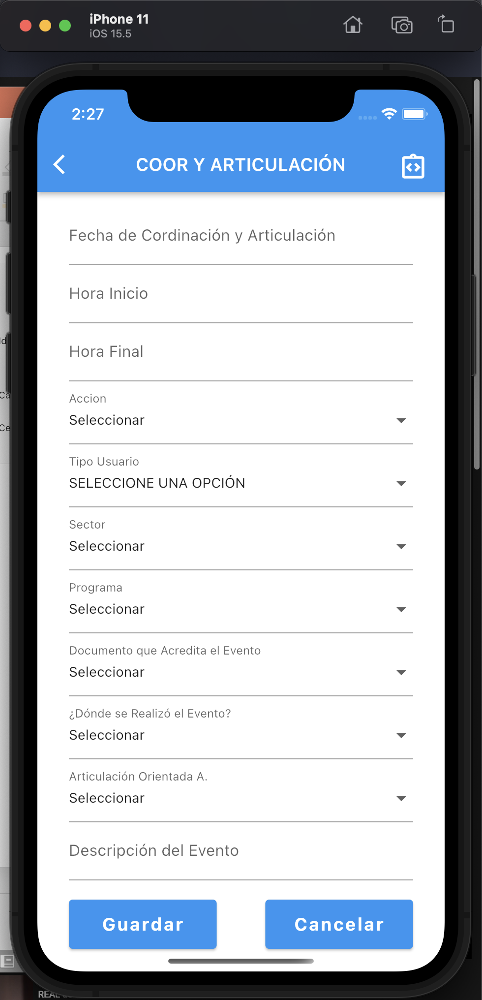 iPhone 11
iOS 15.5
2:27
COOR Y ARTICULACIÓN
Fecha de Cordinación y Articulación
Hora Inicio
Hora Final
Accion
Seleccionar
Tipo Usuario
SELECCIONE UNA OPCIÓN
Sector
Seleccionar
Programa
Seleccionar
Documento que Acredita el Evento
Seleccionar
¿Dónde se Realizó el Evento?
Seleccionar
Articulación Orientada A.
Seleccionar
Descripción del Evento
Guardar
Cancelar
REAL